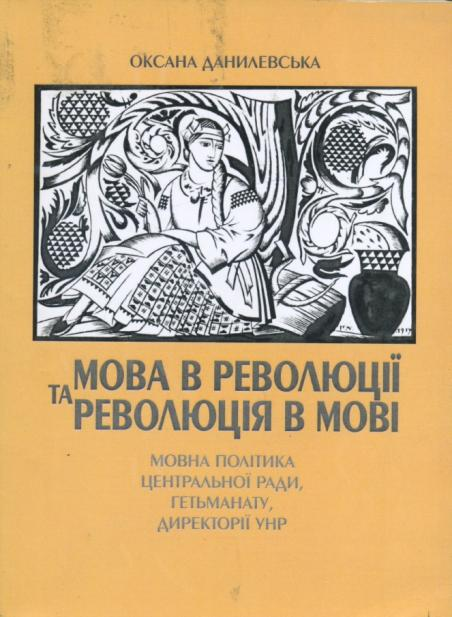 ОКСАНА ДАНИЛЕВСЬКА
МОВА В РЕВОЛЮЦІЇ
ТА РЕВОЛЮЦІЯ В МОВІ
МОВНА ПОЛІТИКА
ЦЕНТРАЛЬНОЇ РАДИ,
ГЕТЬМАНАТУ,
ДИРЕКТОРІЇ УНР